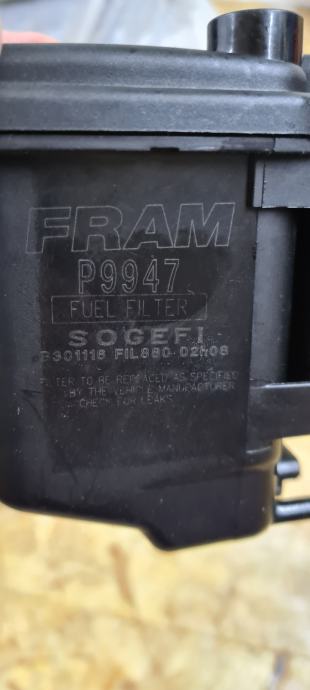 FRAM
P9947
FUEL FILTER
SOGEFI
FIL880 02h08
FILTER TO BE REPLACED AS SPECIFIED
BY THE VEHICLE MANUFACTURER
CHECK FOR LEAKS